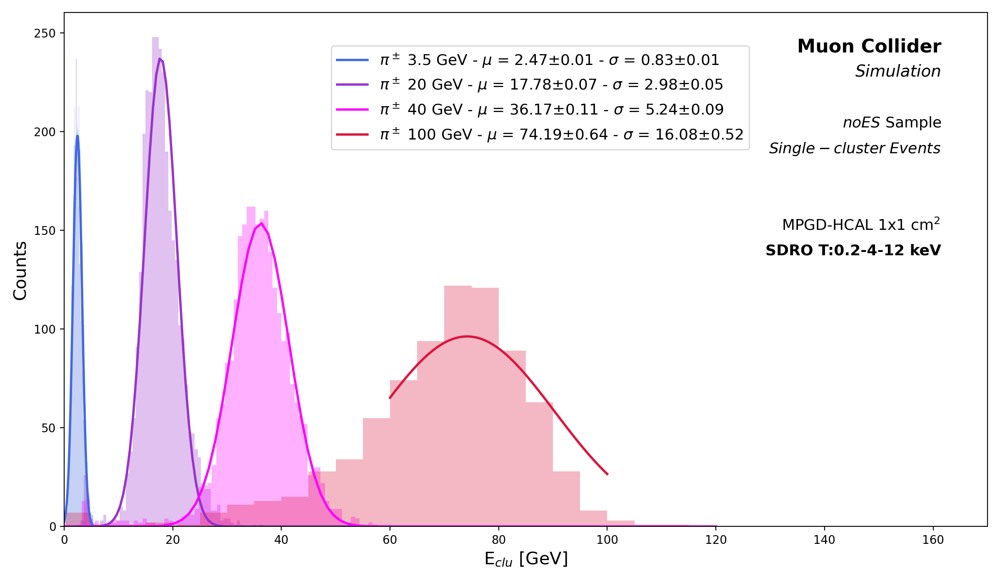 Muon Collider
Simulation
π± 3.5 GeV - μ = 2.47±0.01 - σ = 0.83±0.01
π± 20 GeV - μ = 17.78±0.07 - σ = 2.98±0.05
π± 40 GeV - μ = 36.17±0.11 - σ = 5.24±0.09
π± 100 GeV - μ = 74.19±0.64 - σ = 16.08±0.52
noES Sample
Single − cluster Events
MPGD-HCAL 1x1 cm²
SDRO T:0.2-4-12 keV
Counts
250
200
150
100
50
0
0 20 40 60 80 100 120 140 160
E_clu [GeV]